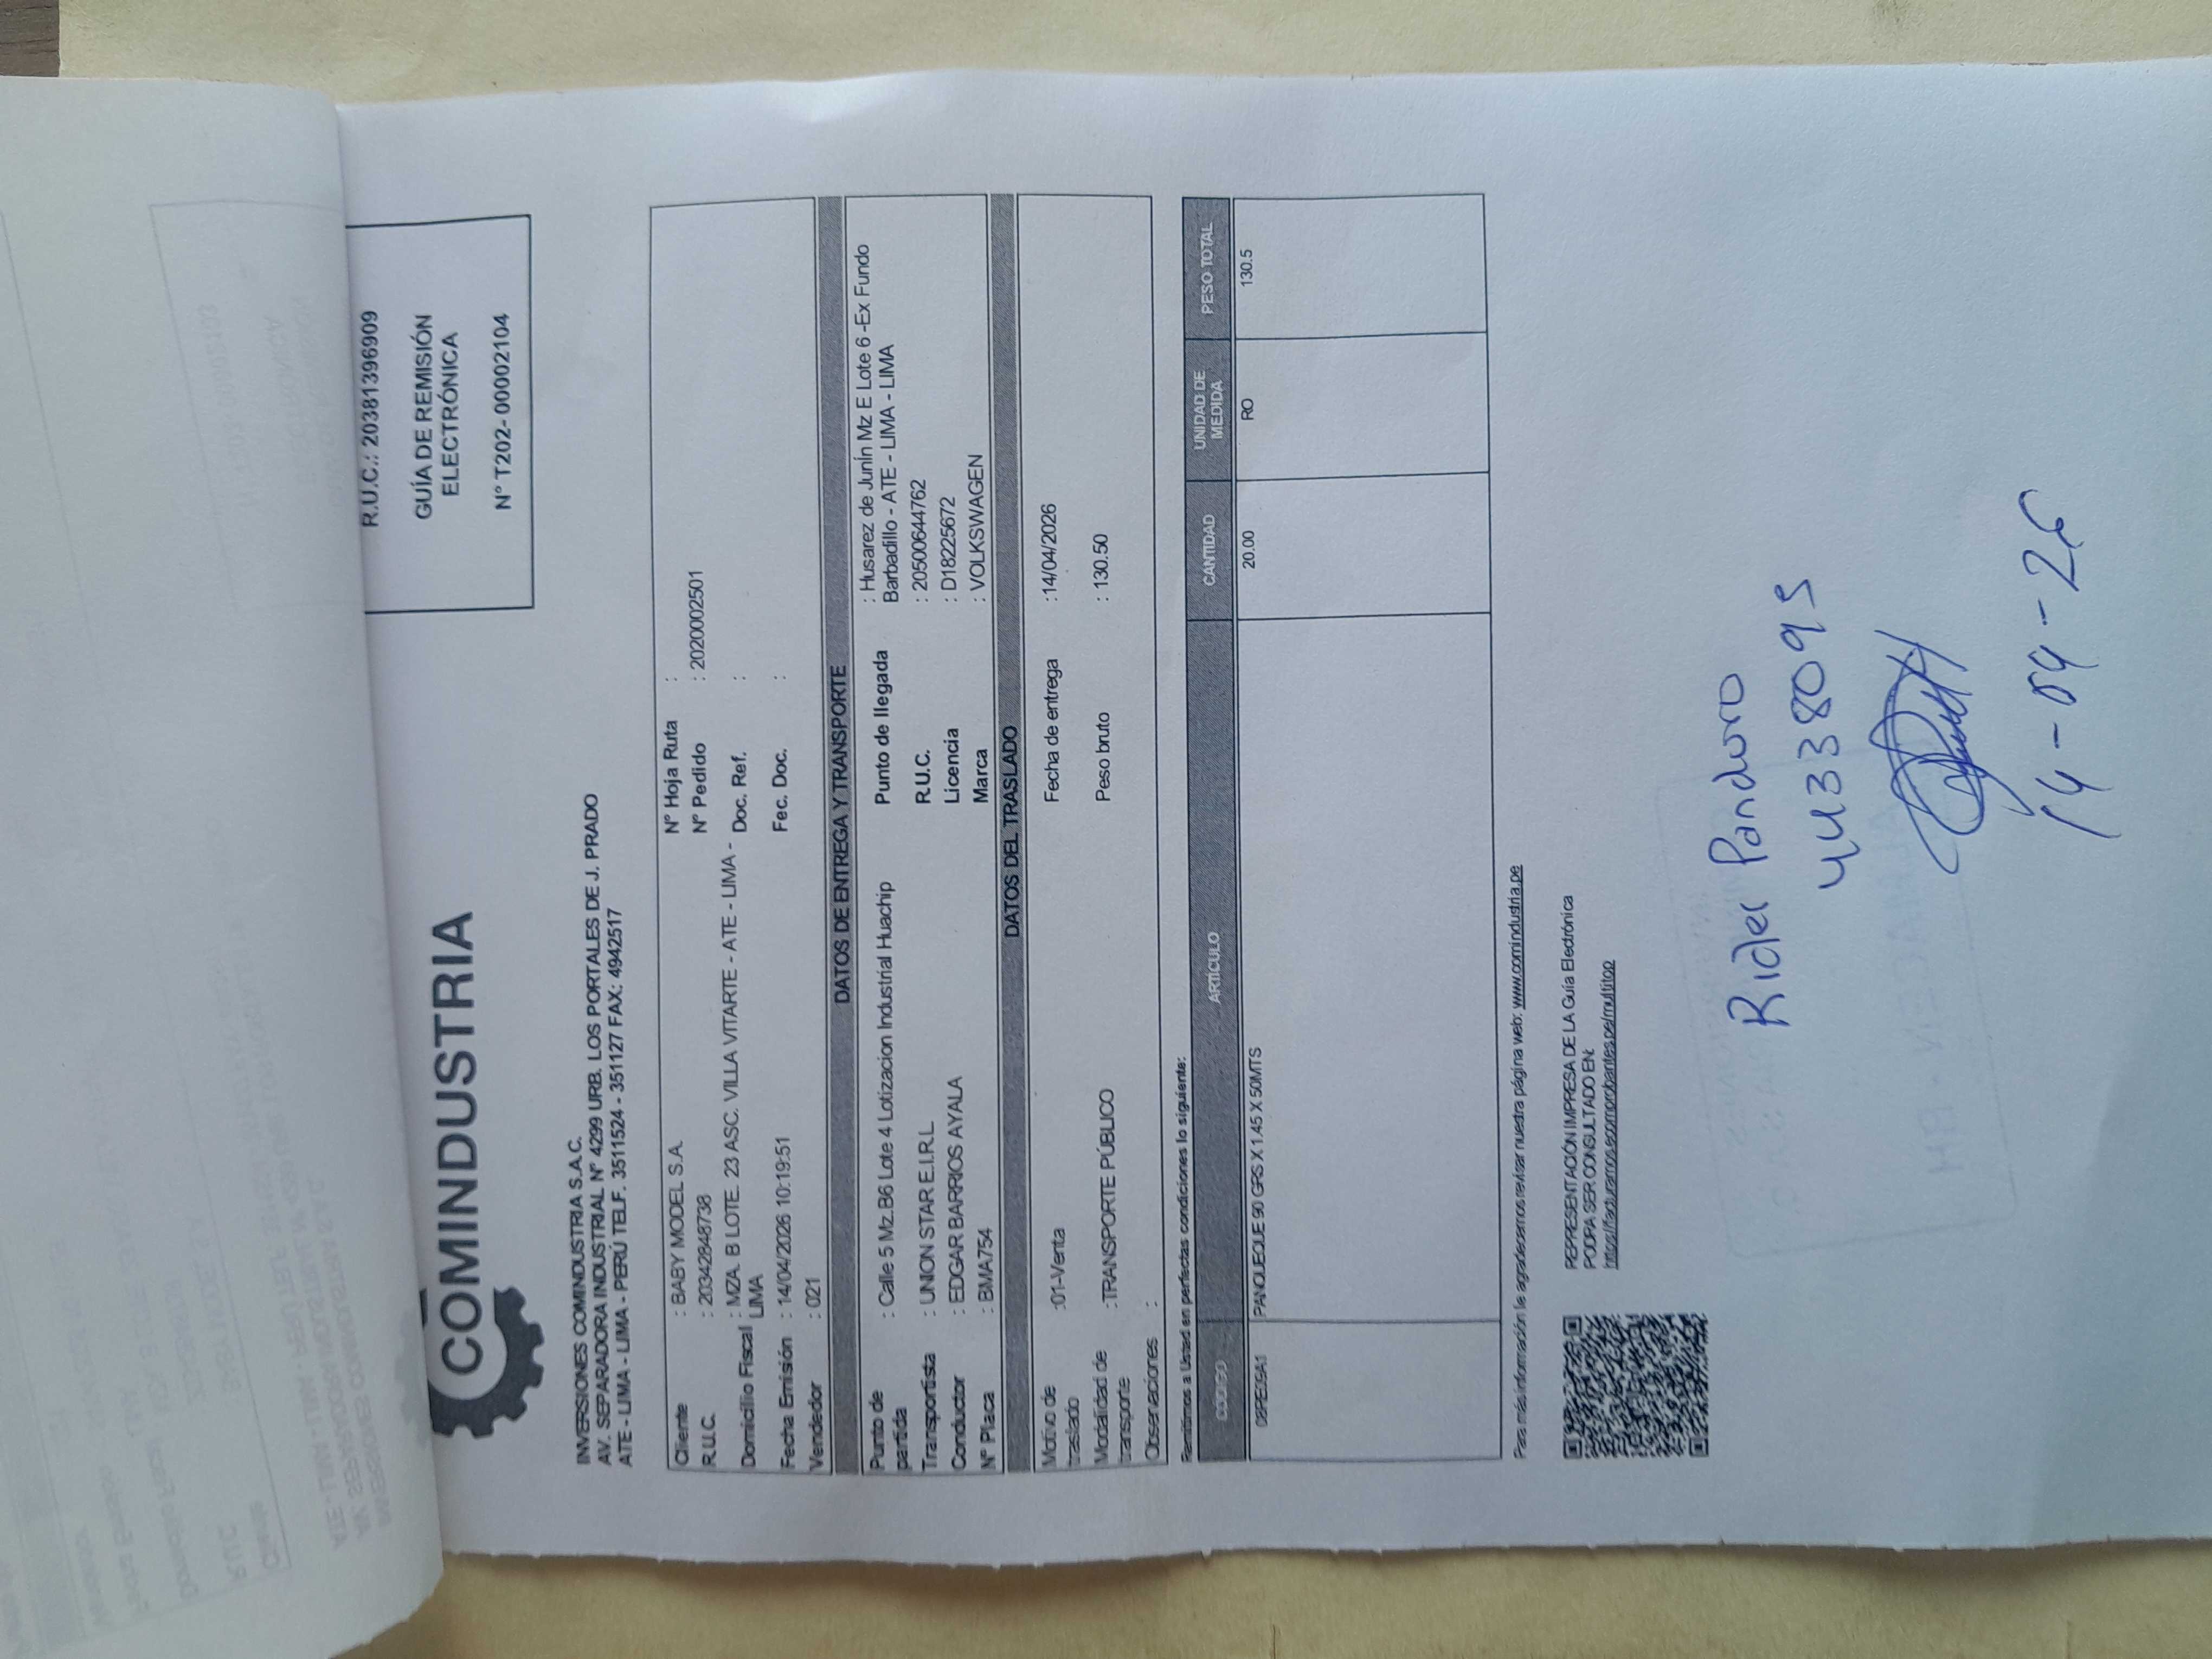 R.U.C.: 20381396909
GUÍA DE REMISIÓN
ELECTRÓNICA
N° T202- 00002104
COMINDUSTRIA
INVERSIONES COMINDUSTRIA S.A.C.
AV. SEPARADORA INDUSTRIAL N° 4299 URB. LOS PORTALES DE J. PRADO
ATE - LIMA - LIMA - PERÚ TELF. 3511524 - 351127 FAX: 4942517
Cliente : BABY MODEL S.A. N° Hoja Ruta :
R.U.C. : 20342848738 N° Pedido : 2020002501
Domicilio Fiscal : MZA. B LOTE. 23 ASC. VILLA VITARTE - ATE - LIMA - LIMA Doc. Ref. :
Fecha Emisión : 14/04/2026 10:19:51 Fec. Doc. :
Vendedor : 021
DATOS DE ENTREGA Y TRANSPORTE
Punto de partida : Calle 5 Mz.B6 Lote 4 Lotizacion Industrial Huachip Punto de llegada : Husarez de Junín Mz E Lote 6 -Ex Fundo
Barbadillo - ATE - LIMA - LIMA
Transportista : UNION STAR E.I.R.L R.U.C. : 20500644762
Conductor : EDGAR BARRIOS AYALA Licencia : D18225672
N° Placa : BMA754 Marca : VOLKSWAGEN
DATOS DEL TRASLADO
Motivo de traslado :01-Venta Fecha de entrega : 14/04/2026
Modalidad de transporte :TRANSPORTE PÚBLICO Peso bruto : 130.50
Observaciones :
Remitimos a Usted en perfectas condiciones lo siguiente:
CODIGO ARTÍCULO CANTIDAD UNIDAD DE MEDIDA PESO TOTAL
PANQUEQUE 90 GRS X 1.45 X 50MTS 20.00 RO 130.5
Para más información le agradecemos revisar nuestra página web: www.comindustria.pe
REPRESENTACIÓN IMPRESA DE LA Guía Electrónica
PODRA SER CONSULTADO EN:
https://facturamos.ecomprobantes.pe/multitop
Rider Panduro
44338095
14-04-26